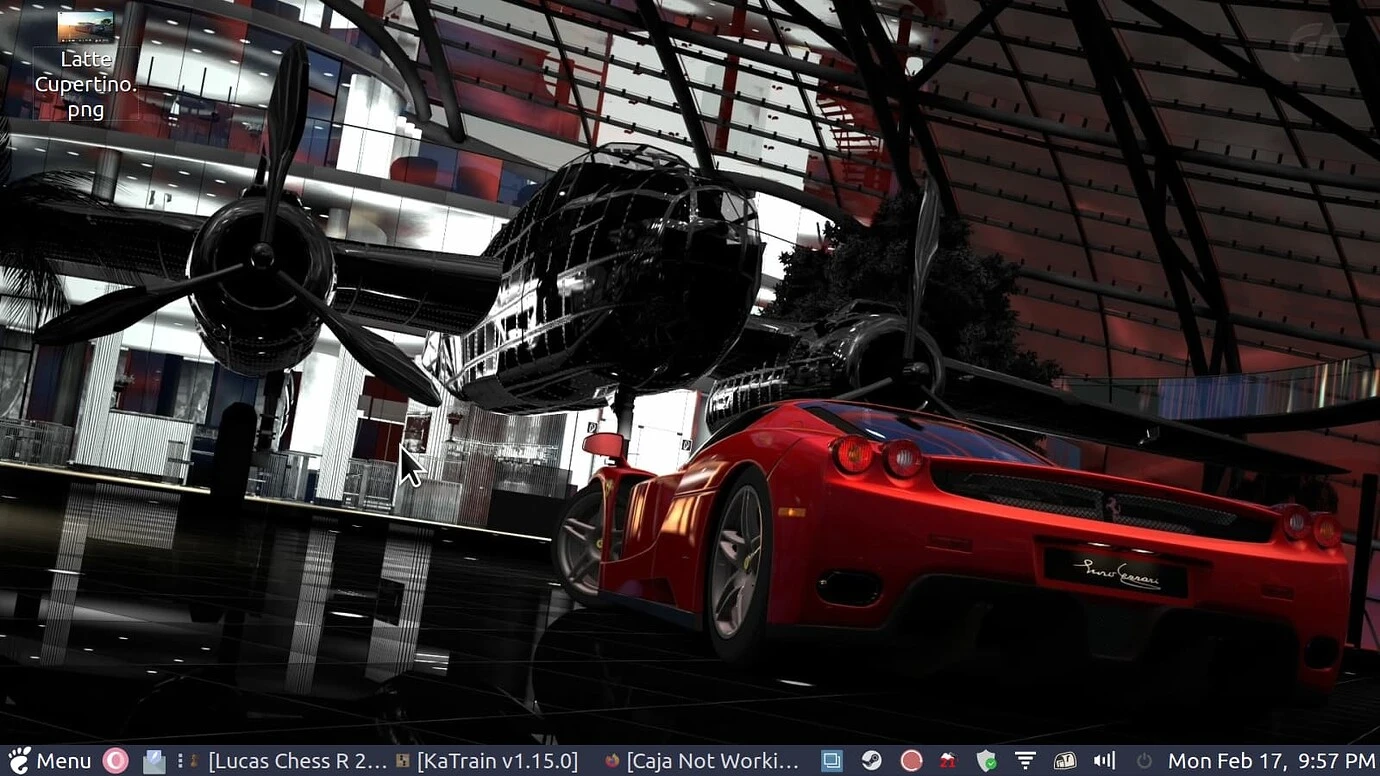 Latte
Cupertino.
png
Enzo Ferrari
Menu [Lucas Chess R 2... [KaTrain v1.15.0] [Caja Not Worki... 21 Mon Feb 17, 9:57 PM